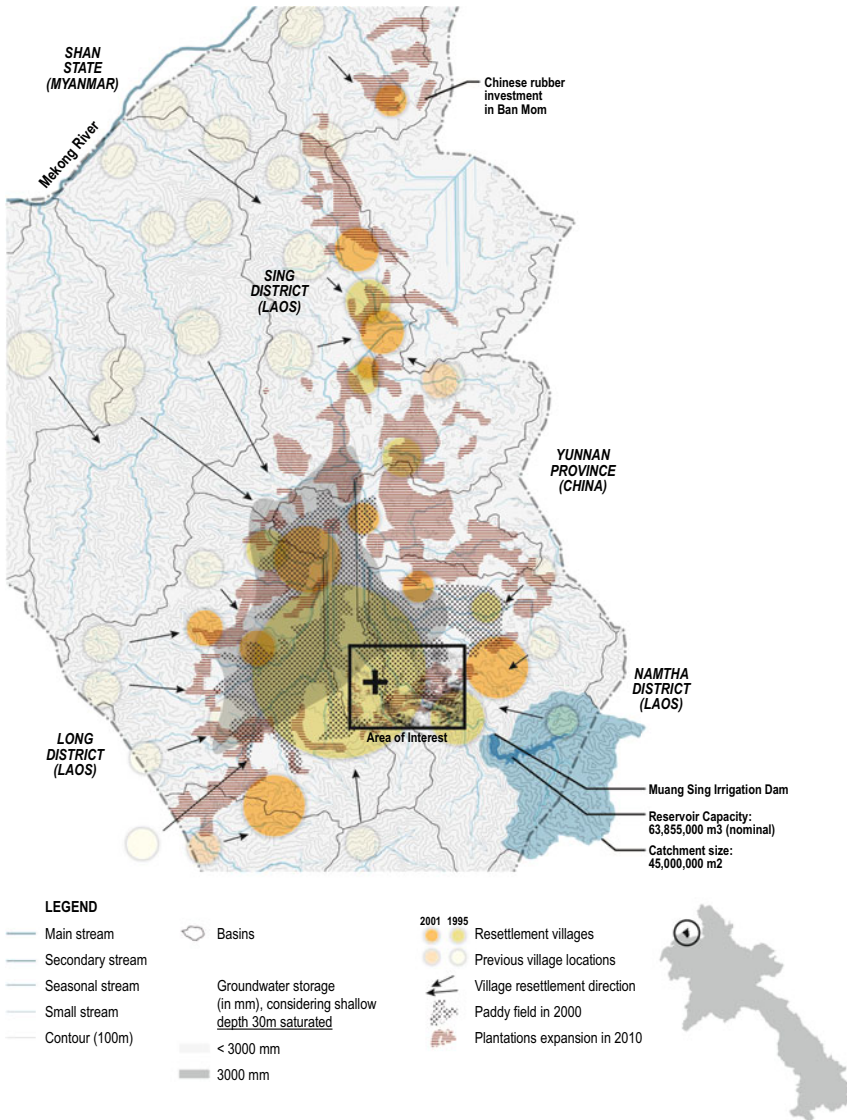 SHAN
STATE
(MYANMAR)
Mekong River
Chinese rubber
investment
in Ban Mom
SING
DISTRICT
(LAOS)
YUNNAN
PROVINCE
(CHINA)
NAMTHA
DISTRICT
(LAOS)
Area of Interest
LONG
DISTRICT
(LAOS)
Muang Sing Irrigation Dam
Reservoir Capacity:
63,855,000 m3 (nominal)
Catchment size:
45,000,000 m2
LEGEND
Main stream
Secondary stream
Seasonal stream
Small stream
Contour (100m)
Basins
Groundwater storage
(in mm), considering shallow
depth 30m saturated
< 3000 mm
3000 mm
2001 1995
Resettlement villages
Previous village locations
Village resettlement direction
Paddy field in 2000
Plantations expansion in 2010